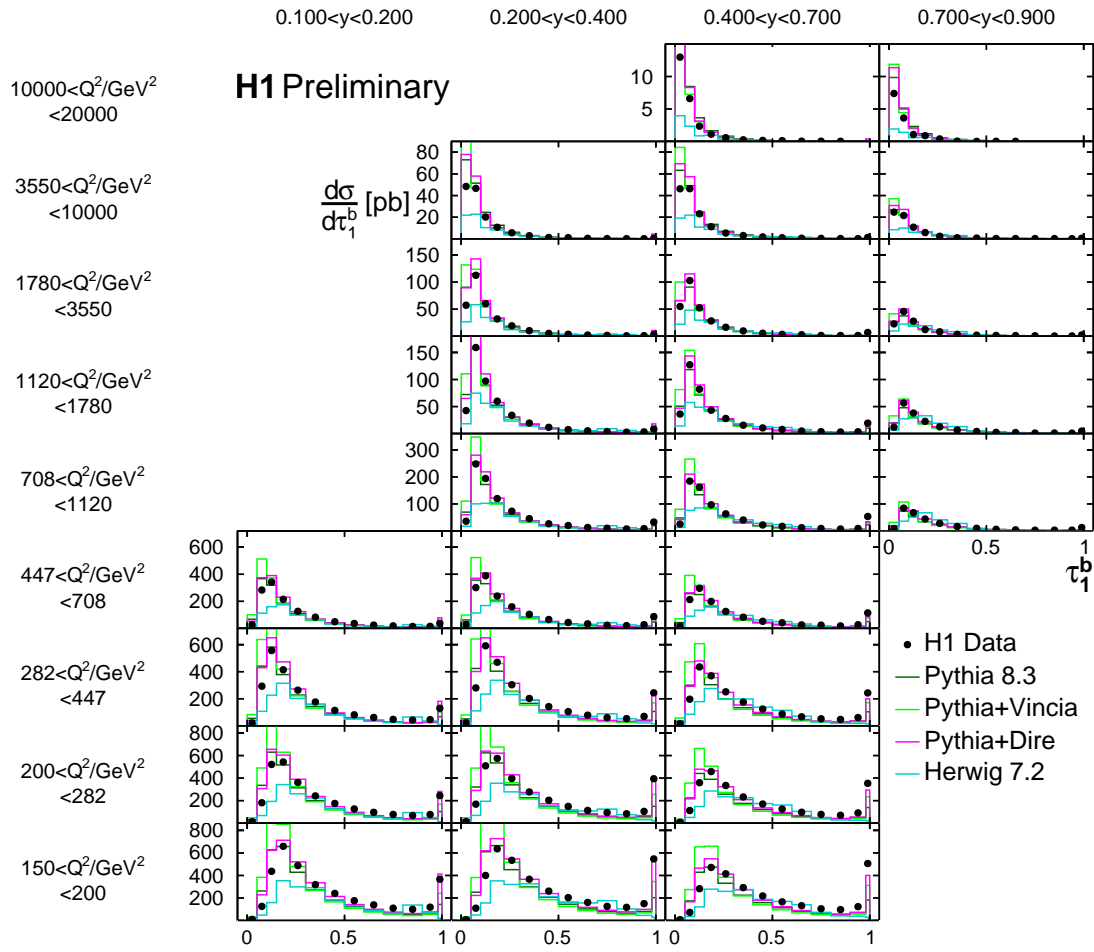 0.100<y<0.200 0.200<y<0.400 0.400<y<0.700 0.700<y<0.900
10000<Q²/GeV²
<20000
H1 Preliminary
10
5
3550<Q²/GeV²
<10000
dσ/dτ₁ᵇ [pb]
80
60
40
20
1780<Q²/GeV²
<3550
150
100
50
1120<Q²/GeV²
<1780
150
100
50
708<Q²/GeV²
<1120
300
200
100
0 0.5 1
τ₁ᵇ
447<Q²/GeV²
<708
600
400
200
282<Q²/GeV²
<447
600
400
200
200<Q²/GeV²
<282
800
600
400
200
150<Q²/GeV²
<200
800
600
400
200
0 0.5 1 0 0.5 1 0 0.5 1
H1 Data
Pythia 8.3
Pythia+Vincia
Pythia+Dire
Herwig 7.2